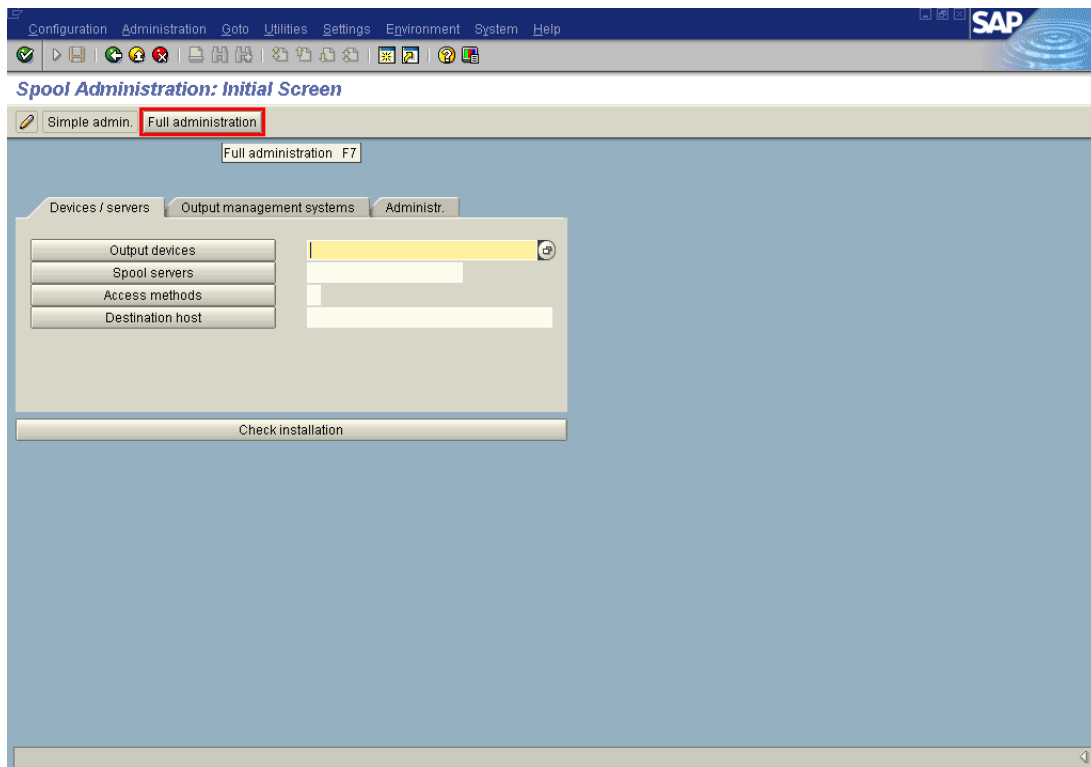 Configuration Administration Goto Utilities Settings Environment System Help
SAP
Spool Administration: Initial Screen
Simple admin. Full administration
Full administration F7
Devices / servers Output management systems Administr.
Output devices
Spool servers
Access methods
Destination host
Check installation